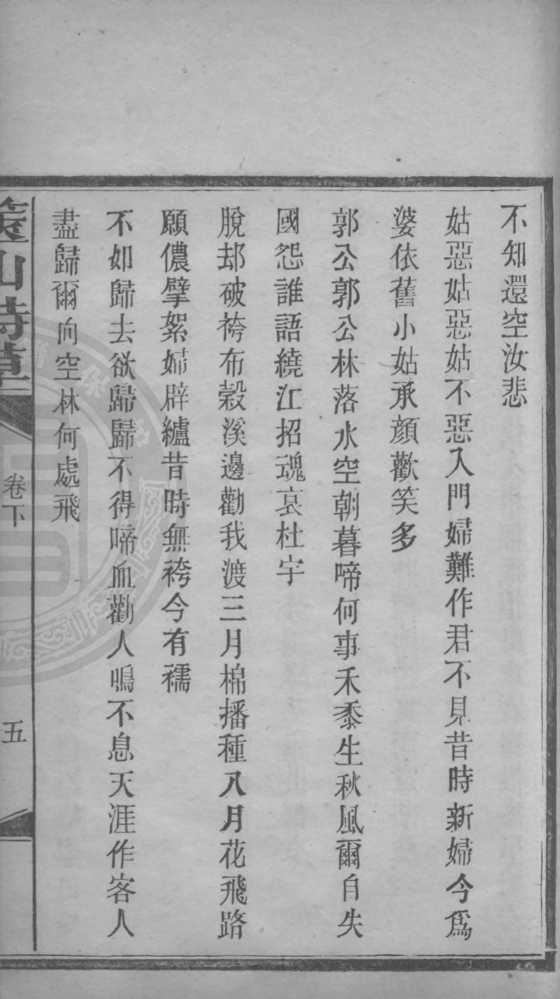 不知還空汝悲
姑惡姑惡姑不惡入門婦難作君不見昔時新婦今爲
婆依舊小姑承顏歡笑多
郭公郭公林落水空朝暮啼何事禾黍生秋風爾自失
國怨誰語繞江招魂哀杜宇
脫却破袴布穀溪邊勸我渡三月棉播種八月花飛路
願儂擘絮婦辟纑昔時無袴今有襦
不如歸去欲歸歸不得啼血勸人鳴不息天涯作客人
盡歸爾向空林何處飛
山詩草
卷下
五